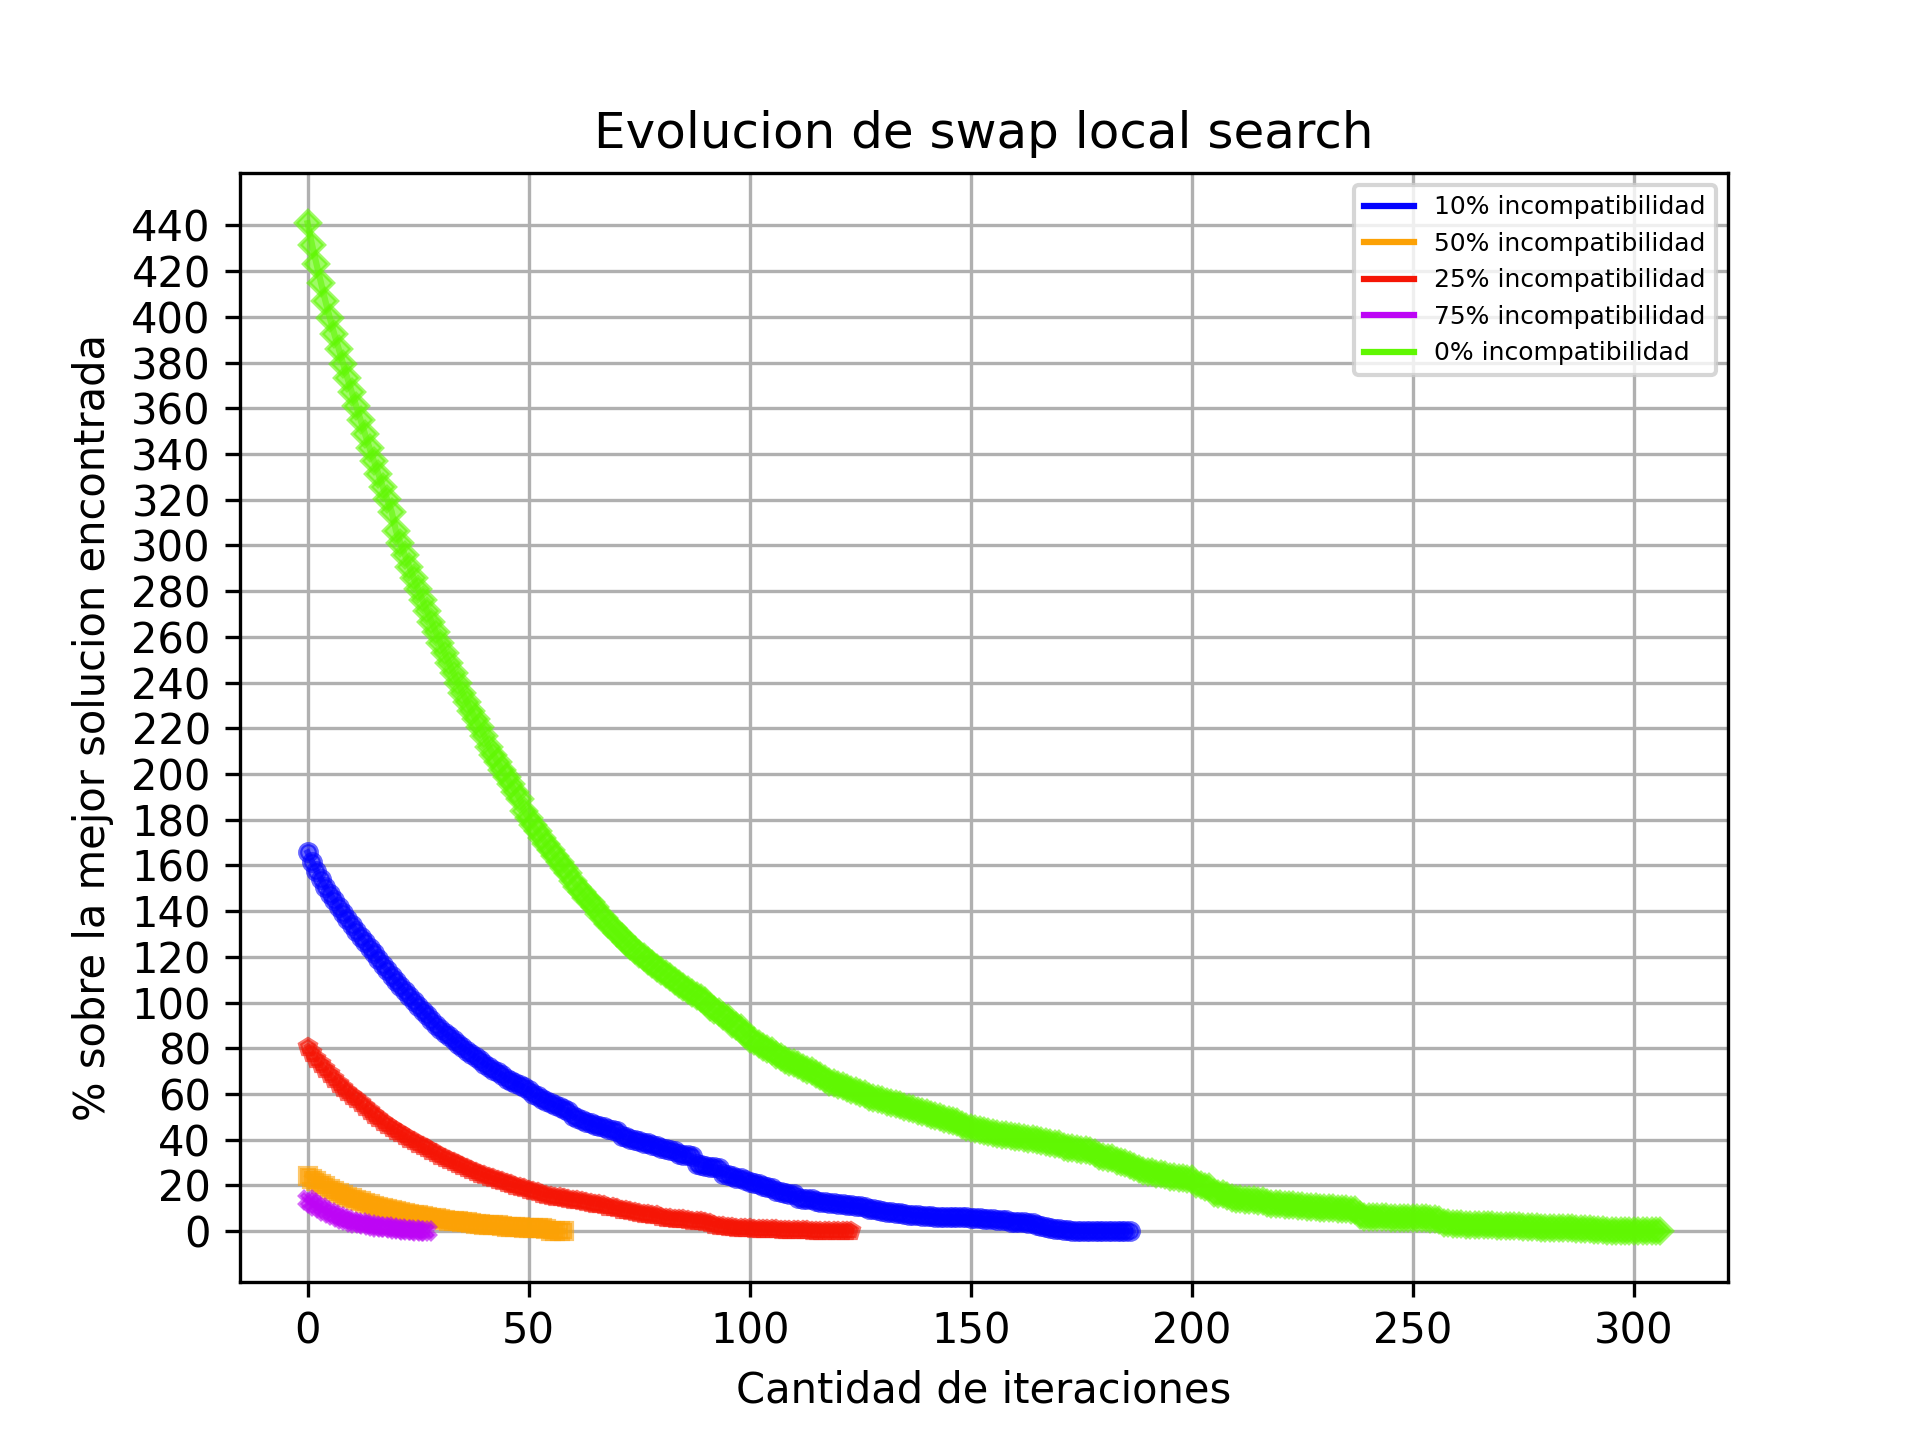 Evolucion de swap local search
% sobre la mejor solucion encontrada
440
420
400
380
360
340
320
300
280
260
240
220
200
180
160
140
120
100
80
60
40
20
0
10% incompatibilidad
50% incompatibilidad
25% incompatibilidad
75% incompatibilidad
0% incompatibilidad
0 50 100 150 200 250 300
Cantidad de iteraciones